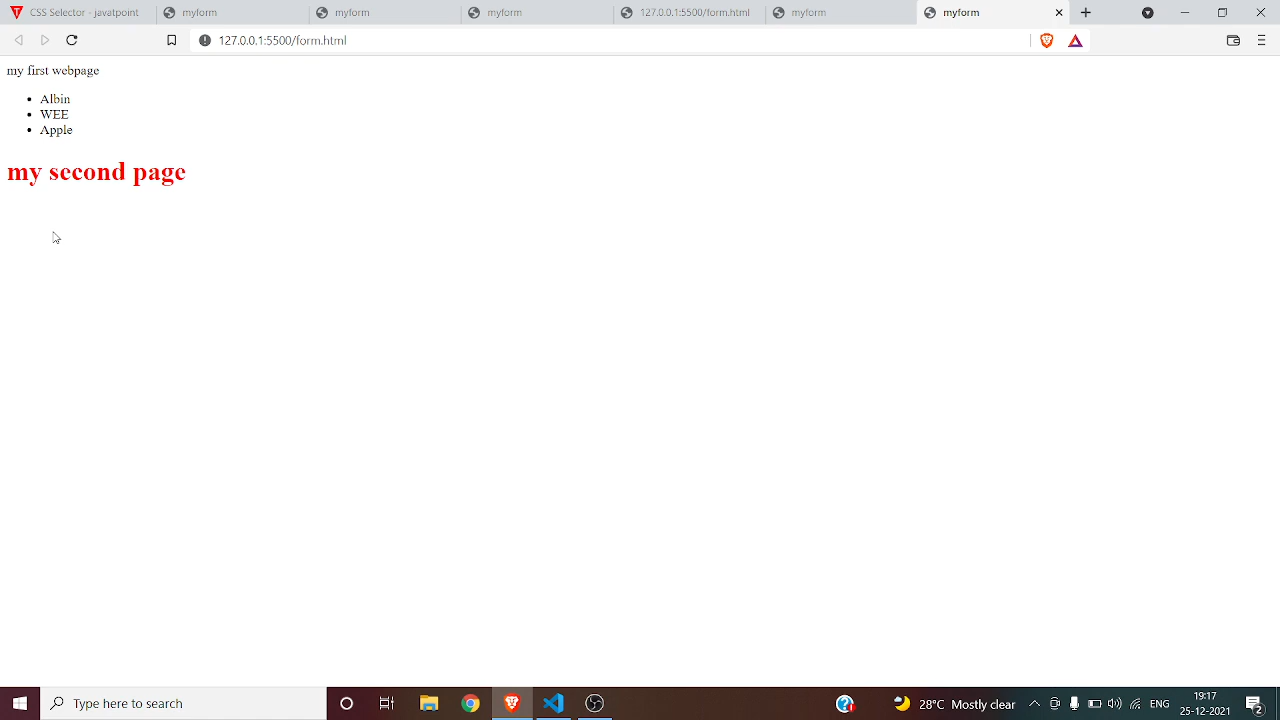 CSS Selector - javatpoint
myform
myform
myform
127.0.0.1:5500/form.html
myform
myform
127.0.0.1:5500/form.html
my first webpage
Albin
WEE
Apple
my second page
Type here to search
28°C Mostly clear
ENG
19:17
25-12-2021
2